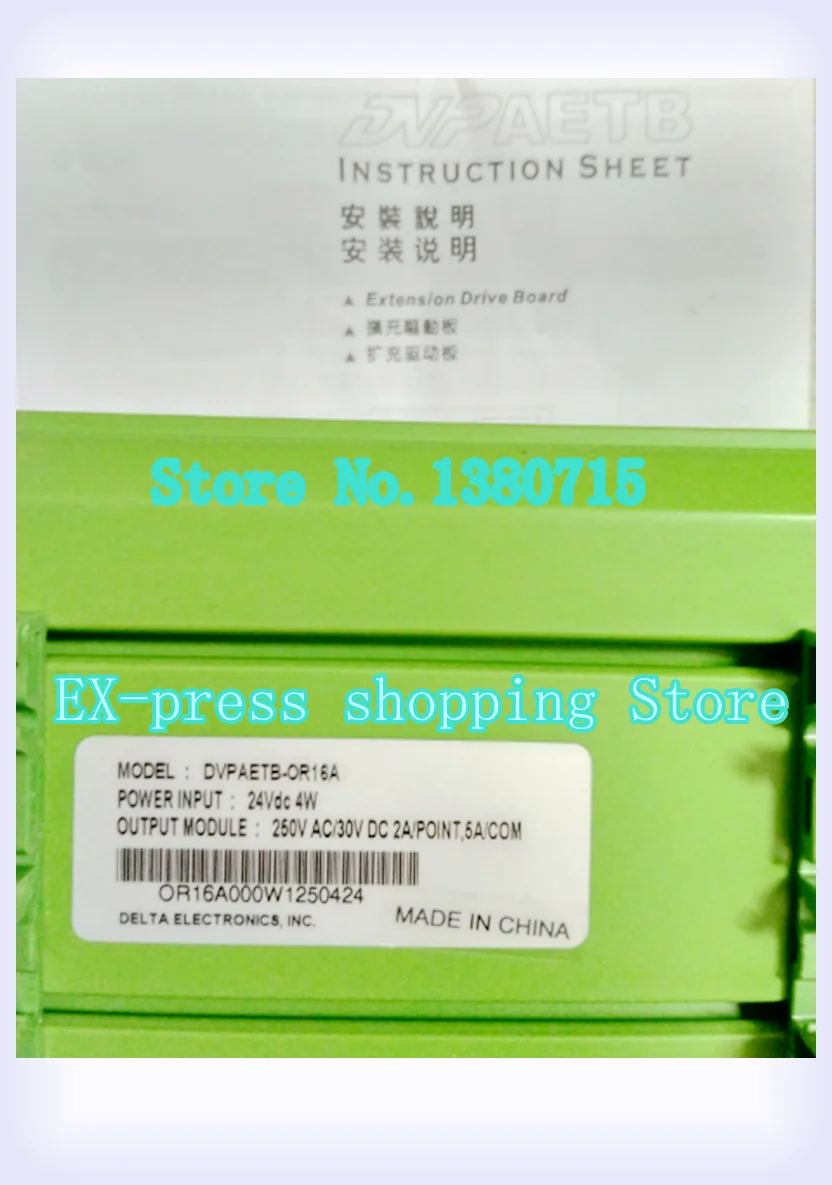 DVPAETB
INSTRUCTION SHEET
安裝說明
安装说明
▲ Extension Drive Board
▲ 擴充驅動板
▲ 扩充驱动板
Store No.1380715
EX-press shopping Store
MODEL : DVPAETB-OR16A
POWER INPUT : 24Vdc 4W
OUTPUT MODULE : 250V AC/30V DC 2A/POINT,5A/COM
OR16A000W1250424
DELTA ELECTRONICS, INC.
MADE IN CHINA